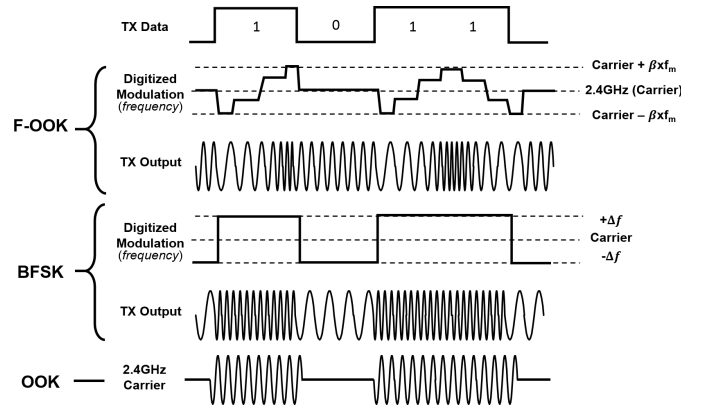 TX Data 1 0 1 1
F-OOK
Digitized
Modulation
(frequency)
Carrier + βxfₘ
2.4GHz (Carrier)
Carrier – βxfₘ
TX Output
BFSK
Digitized
Modulation
(frequency)
+Δf
Carrier
-Δf
TX Output
OOK
2.4GHz
Carrier